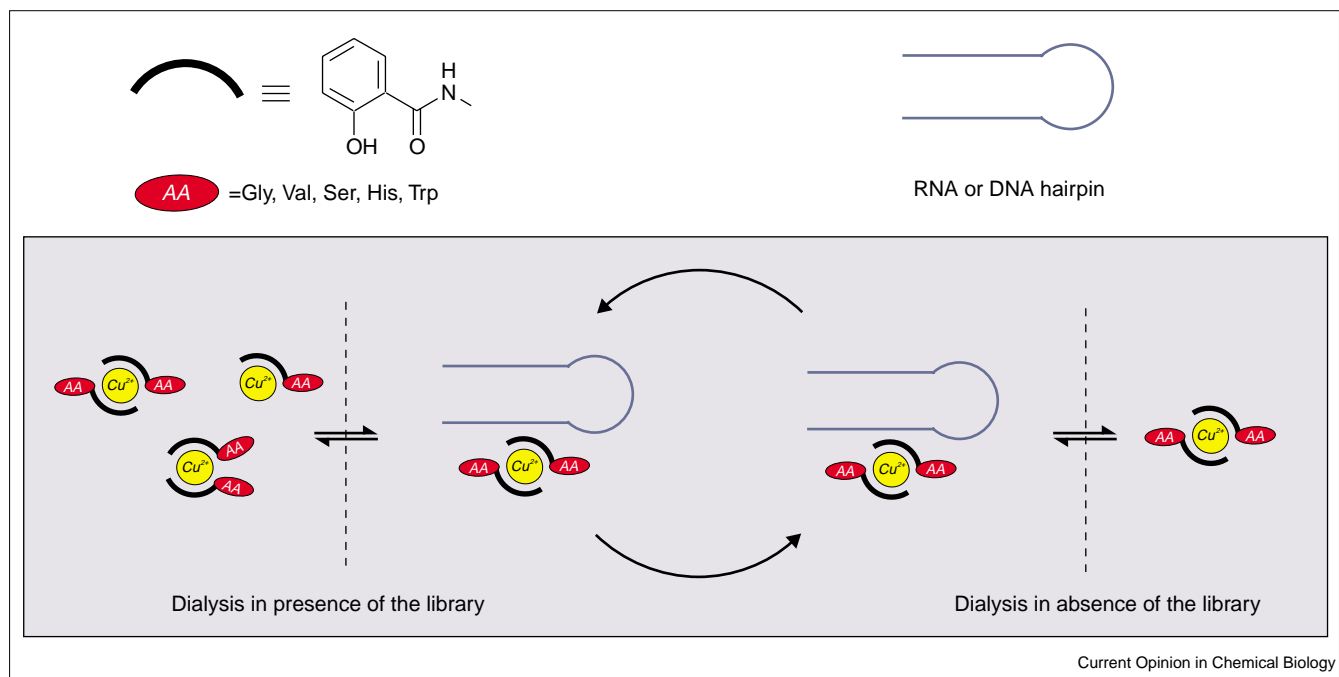 H
N
OH
O
AA =Gly, Val, Ser, His, Trp
RNA or DNA hairpin
AA Cu2+ AA
Cu2+ AA
Cu2+ AA AA
AA Cu2+ AA
AA Cu2+ AA
AA Cu2+ AA
Dialysis in presence of the library
Dialysis in absence of the library
Current Opinion in Chemical Biology